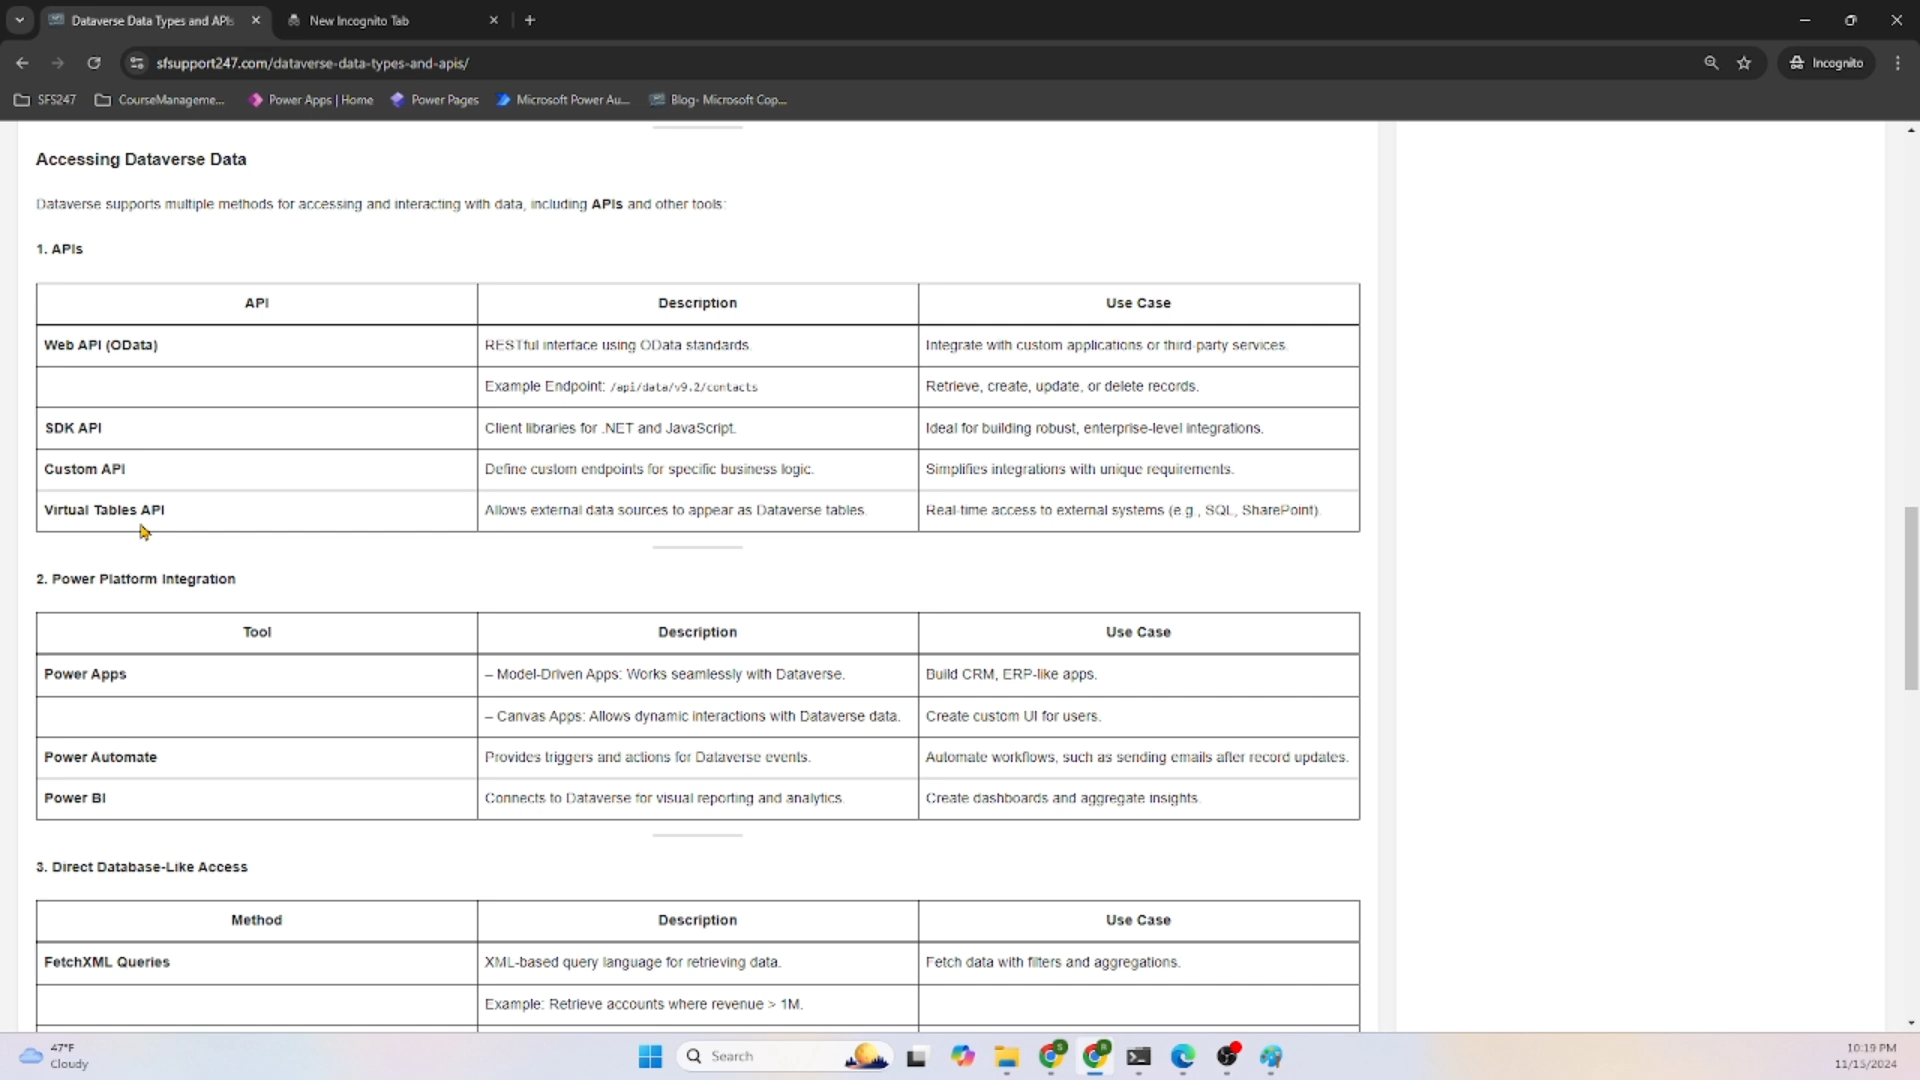 Dataverse Data Types and APIs
New Incognito Tab
sfsupport247.com/dataverse-data-types-and-apis/
Incognito
SFS247
CourseManageme...
Power Apps | Home
Power Pages
Microsoft Power Au...
Blog- Microsoft Cop...
Accessing Dataverse Data
Dataverse supports multiple methods for accessing and interacting with data, including APIs and other tools:
1. APIs
API Description Use Case
Web API (OData) RESTful interface using OData standards. Integrate with custom applications or third-party services.
Example Endpoint: /api/data/v9.2/contacts Retrieve, create, update, or delete records.
SDK API Client libraries for .NET and JavaScript. Ideal for building robust, enterprise-level integrations.
Custom API Define custom endpoints for specific business logic. Simplifies integrations with unique requirements.
Virtual Tables API Allows external data sources to appear as Dataverse tables. Real-time access to external systems (e.g., SQL, SharePoint).
2. Power Platform Integration
Tool Description Use Case
Power Apps – Model-Driven Apps: Works seamlessly with Dataverse. Build CRM, ERP-like apps.
– Canvas Apps: Allows dynamic interactions with Dataverse data. Create custom UI for users.
Power Automate Provides triggers and actions for Dataverse events. Automate workflows, such as sending emails after record updates.
Power BI Connects to Dataverse for visual reporting and analytics. Create dashboards and aggregate insights.
3. Direct Database-Like Access
Method Description Use Case
FetchXML Queries XML-based query language for retrieving data. Fetch data with filters and aggregations.
Example: Retrieve accounts where revenue > 1M.
47°F
Cloudy
Search
S
R
10:19 PM
11/15/2024